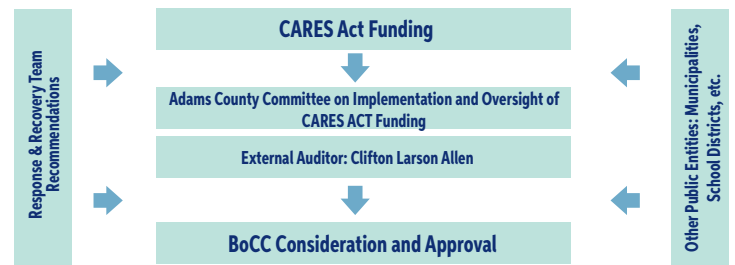 Response & Recovery Team
Recommendations
CARES Act Funding
Adams County Committee on Implementation and Oversight of
CARES ACT Funding
External Auditor: Clifton Larson Allen
BoCC Consideration and Approval
Other Public Entities: Municipalities,
School Districts, etc.